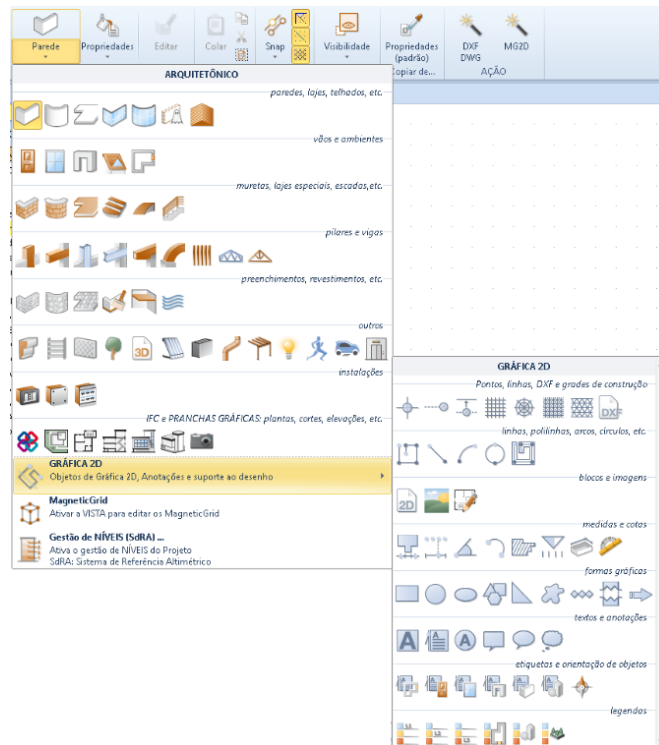 Parede
Propriedades
Editar
Colar
Snap
Visibilidade
Propriedades
(padrão)
Copiar de...
DXF
DWG
MG2D
AÇÃO
ARQUITETÔNICO
paredes, lajes, telhados, etc.
vãos e ambientes
muretas, lajes especiais, escadas,etc.
pilares e vigas
preenchimentos, revestimentos, etc.
outros
3D
instalações
IFC e PRANCHAS GRÁFICAS: plantas, cortes, elevações, etc.
GRÁFICA 2D
Objetos de Gráfica 2D, Anotações e suporte ao desenho
MagneticGrid
Ativar a VISTA para editar os MagneticGrid
Gestão de NÍVEIS (SdRA) ...
Ativa o gestão de NÍVEIS do Projeto
SdRA: Sistema de Referência Altimétrico
GRÁFICA 2D
Pontos, linhas, DXF e grades de construção
DXF
linhas, polilinhas, arcos, círculos, etc.
blocos e imagens
2D
medidas e cotas
formas gráficas
textos e anotações
A A A
etiquetas e orientação de objetos
legendas